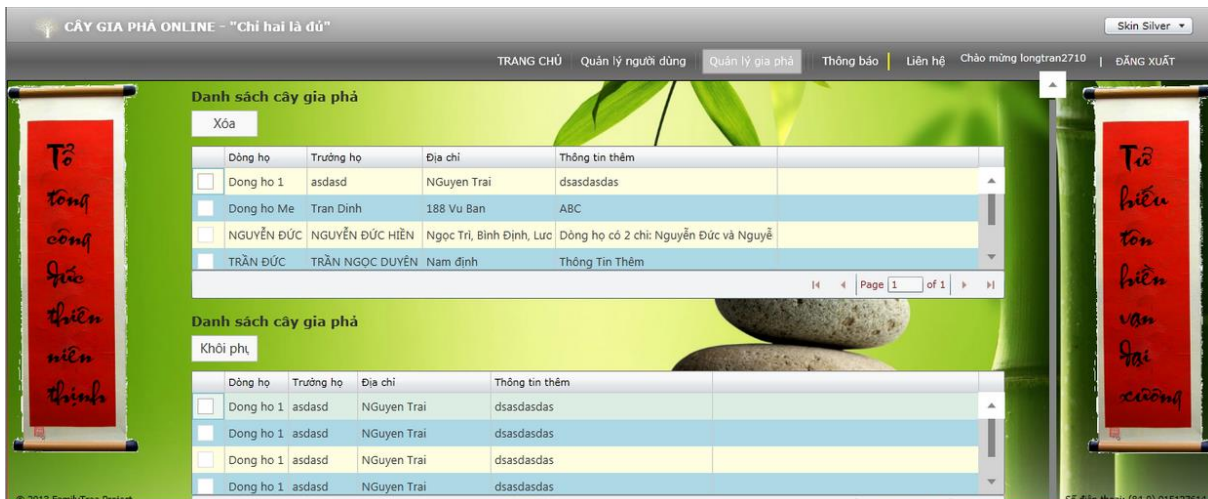 CÂY GIA PHẢ ONLINE - "Chỉ hai là đủ"
Skin Silver
TRANG CHỦ Quản lý người dùng Quản lý gia phả Thông báo Liên hệ Chào mừng longtran2710 | ĐĂNG XUẤT
Danh sách cây gia phả
Xóa
Dòng họ Trưởng họ Địa chỉ Thông tin thêm
Dong ho 1 asdasd NGuyen Trai dsasdasdas
Dong ho Me Tran Dinh 188 Vu Ban ABC
NGUYỄN ĐỨC NGUYỄN ĐỨC HIỀN Ngọc Trì, Bình Định, Lươ Dòng họ có 2 chi: Nguyễn Đức và Nguyễ
TRẦN ĐỨC TRẦN NGỌC DUYÊN Nam định Thông Tin Thêm
Page 1 of 1
Danh sách cây gia phả
Khôi phụ
Dòng họ Trưởng họ Địa chỉ Thông tin thêm
Dong ho 1 asdasd NGuyen Trai dsasdasdas
Dong ho 1 asdasd NGuyen Trai dsasdasdas
Dong ho 1 asdasd NGuyen Trai dsasdasdas
Dong ho 1 asdasd NGuyen Trai dsasdasdas
Tổ
tông
công
đức
thiên
niên
thịnh
Tử
hiếu
tôn
hiền
vạn
đại
xương